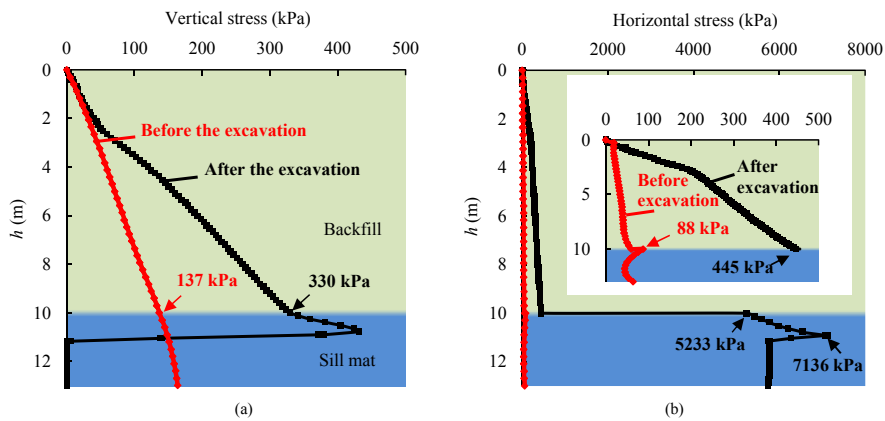 Vertical stress (kPa)
0 100 200 300 400 500
0
2
4
6
8
10
12
h (m)
Before the excavation
After the excavation
Backfill
137 kPa
330 kPa
Sill mat
(a)
Horizontal stress (kPa)
0 2000 4000 6000 8000
0
2
4
6
8
10
12
h (m)
0 100 200 300 400 500
0
5
10
After
excavation
Before
excavation
88 kPa
445 kPa
5233 kPa
7136 kPa
(b)